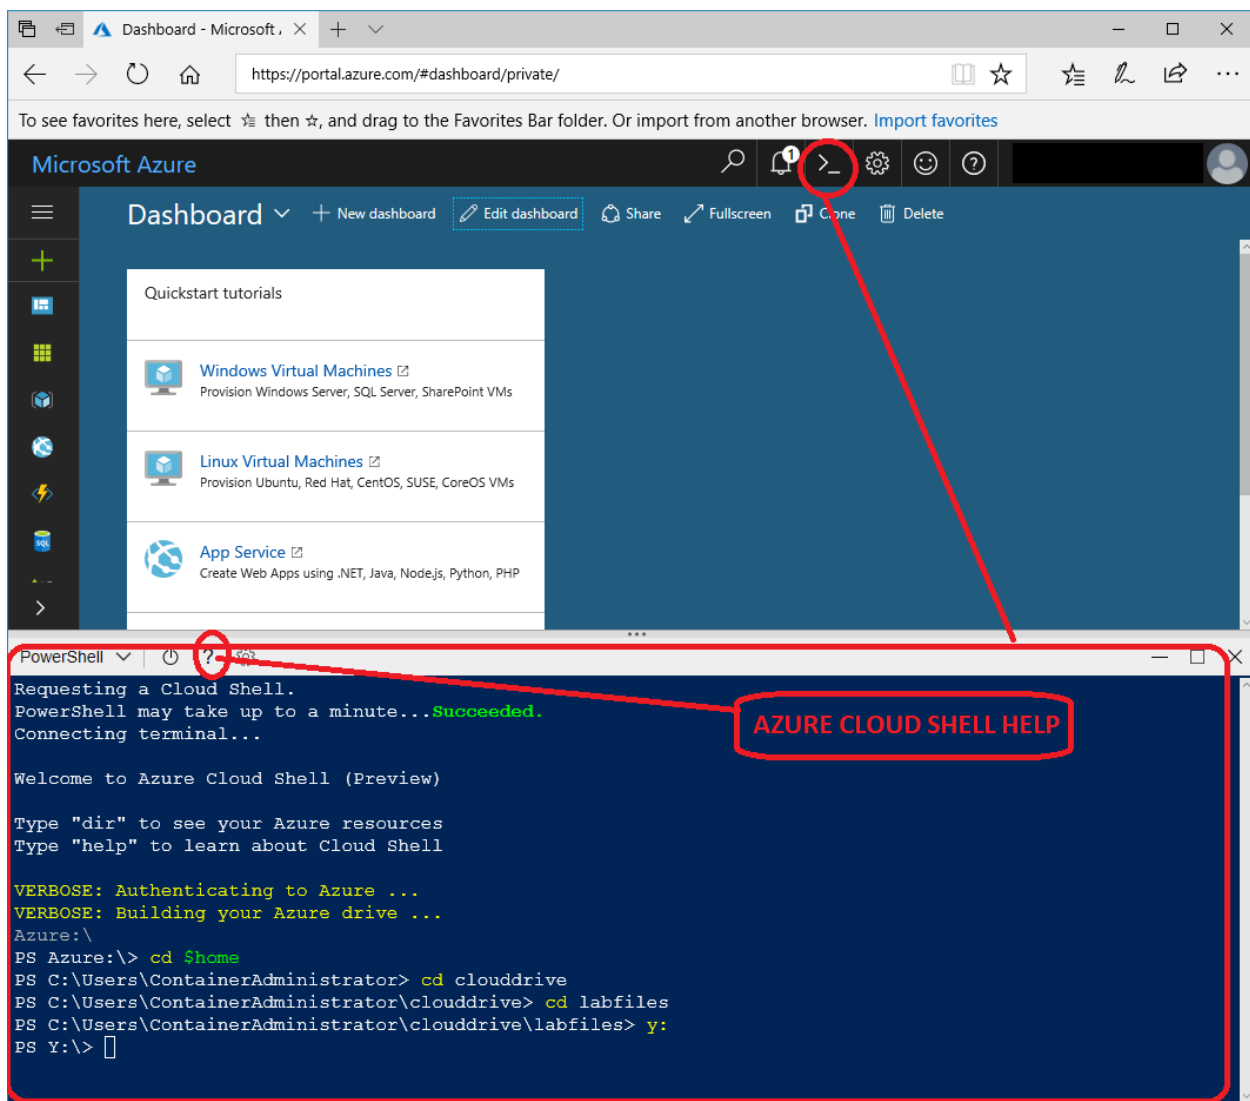 Dashboard - Microsoft
https://portal.azure.com/#dashboard/private/
To see favorites here, select then , and drag to the Favorites Bar folder. Or import from another browser. Import favorites
Microsoft Azure
1
Dashboard + New dashboard Edit dashboard Share Fullscreen Clone Delete
Quickstart tutorials
Windows Virtual Machines
Provision Windows Server, SQL Server, SharePoint VMs
Linux Virtual Machines
Provision Ubuntu, Red Hat, CentOS, SUSE, CoreOS VMs
App Service
Create Web Apps using .NET, Java, Node.js, Python, PHP
SQL
PowerShell ?
AZURE CLOUD SHELL HELP
Requesting a Cloud Shell.
PowerShell may take up to a minute...Succeeded.
Connecting terminal...
Welcome to Azure Cloud Shell (Preview)
Type "dir" to see your Azure resources
Type "help" to learn about Cloud Shell
VERBOSE: Authenticating to Azure ...
VERBOSE: Building your Azure drive ...
Azure:\
PS Azure:\> cd $home
PS C:\Users\ContainerAdministrator> cd clouddrive
PS C:\Users\ContainerAdministrator\clouddrive> cd labfiles
PS C:\Users\ContainerAdministrator\clouddrive\labfiles> y:
PS Y:\>